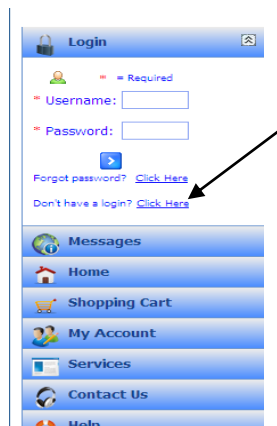 Login
* = Required
* Username:
* Password:
Forgot password? Click Here
Don't have a login? Click Here
Messages
Home
Shopping Cart
My Account
Services
Contact Us
Help